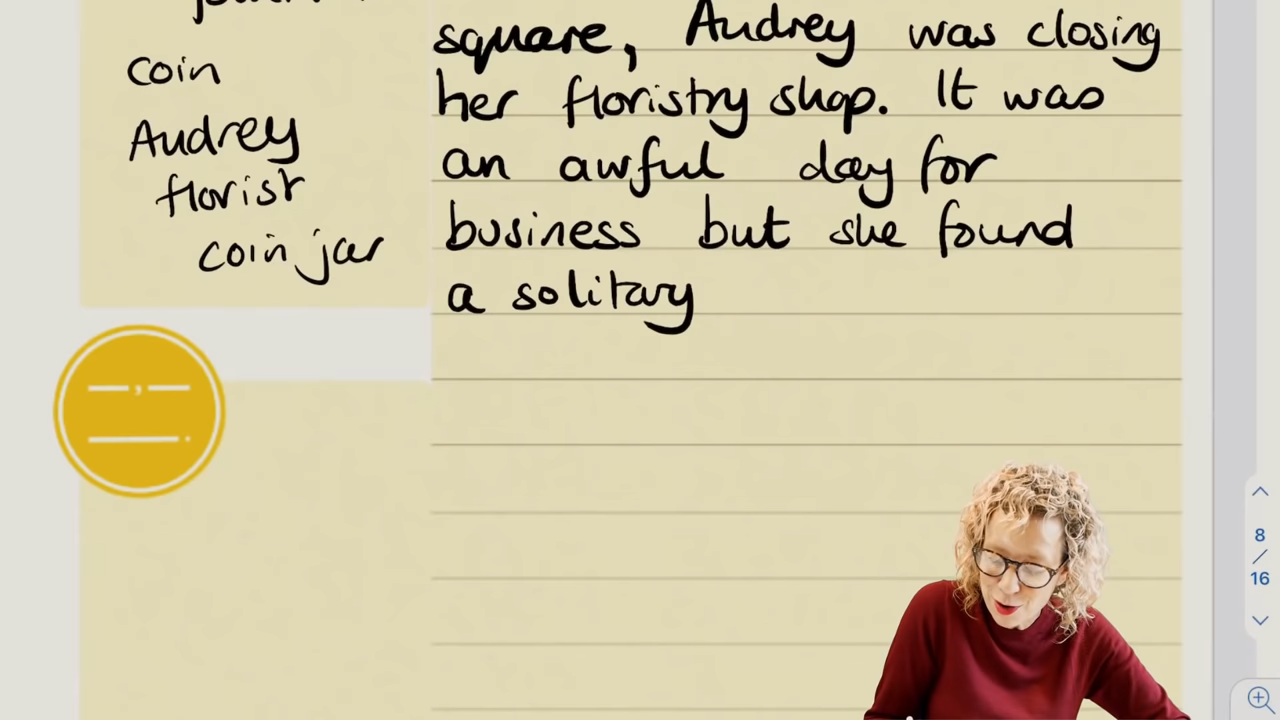 coin
Audrey
florist
coin jar
square, Audrey was closing
her floristry shop. It was
an awful day for
business but she found
a solitary
8
/
16